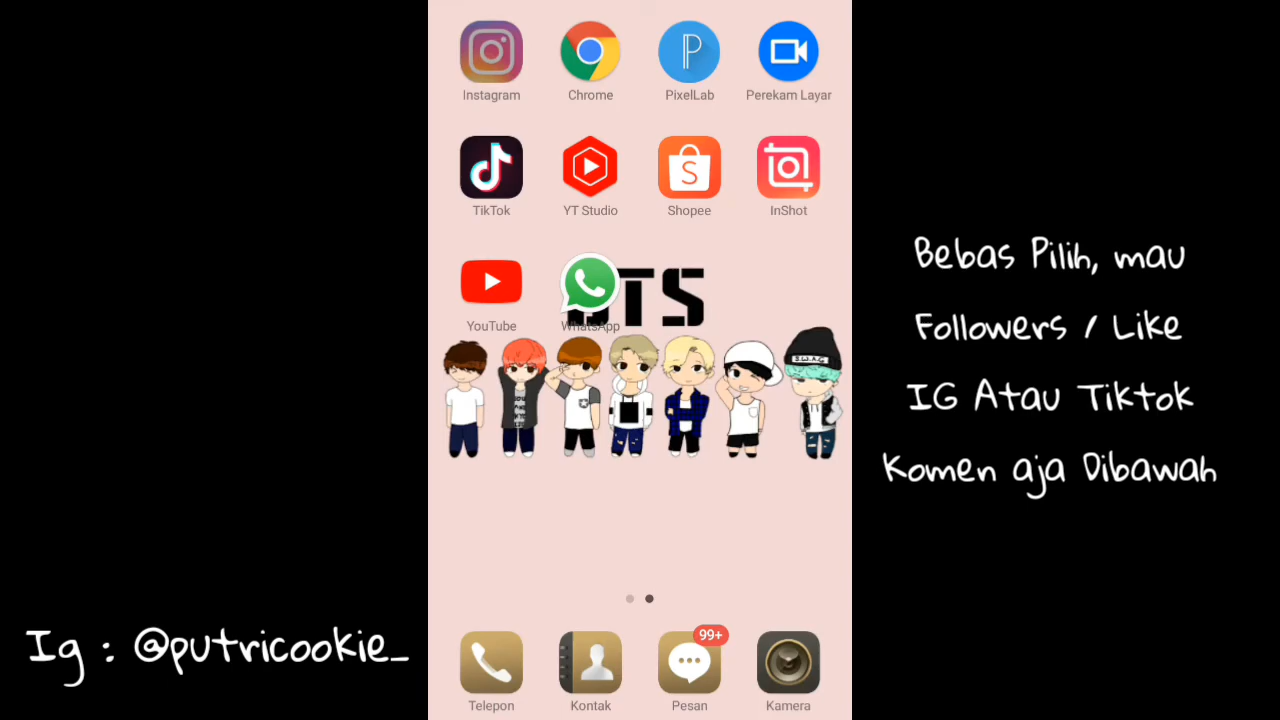 Instagram
Chrome
PixelLab
Perekam Layar
TikTok
YT Studio
Shopee
InShot
YouTube
WhatsApp
BTS
S.W.A.G
99+
Telepon
Kontak
Pesan
Kamera
Bebas Pilih, mau
Followers / Like
IG Atau Tiktok
Komen aja Dibawah
Ig : @putricookie_